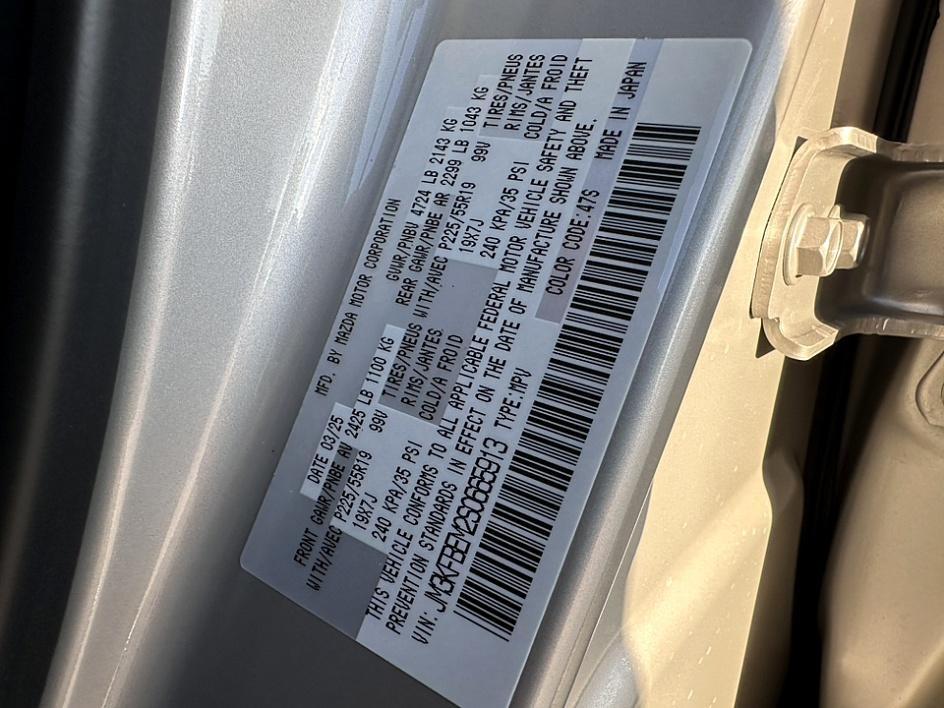 MFD. BY MAZDA MOTOR CORPORATION
DATE 03/25 GVWR/PNBV 4724 LB 2143 KG
FRONT GAWR/PNBE AV 2425 LB 1100 KG REAR GAWR/PNBE AR 2299 LB 1043 KG
WITH/AVEC P225/55R19 99V TIRES/PNEUS WITH/AVEC P225/55R19 99V TIRES/PNEUS
19X7J RIMS/JANTES 19X7J RIMS/JANTES
240 KPA/35 PSI COLD/A FROID 240 KPA/35 PSI COLD/A FROID
THIS VEHICLE CONFORMS TO ALL APPLICABLE FEDERAL MOTOR VEHICLE SAFETY AND THEFT
PREVENTION STANDARDS IN EFFECT ON THE DATE OF MANUFACTURE SHOWN ABOVE.
VIN: JM3KFBEM2S0665913 TYPE:MPV COLOR CODE:47S MADE IN JAPAN